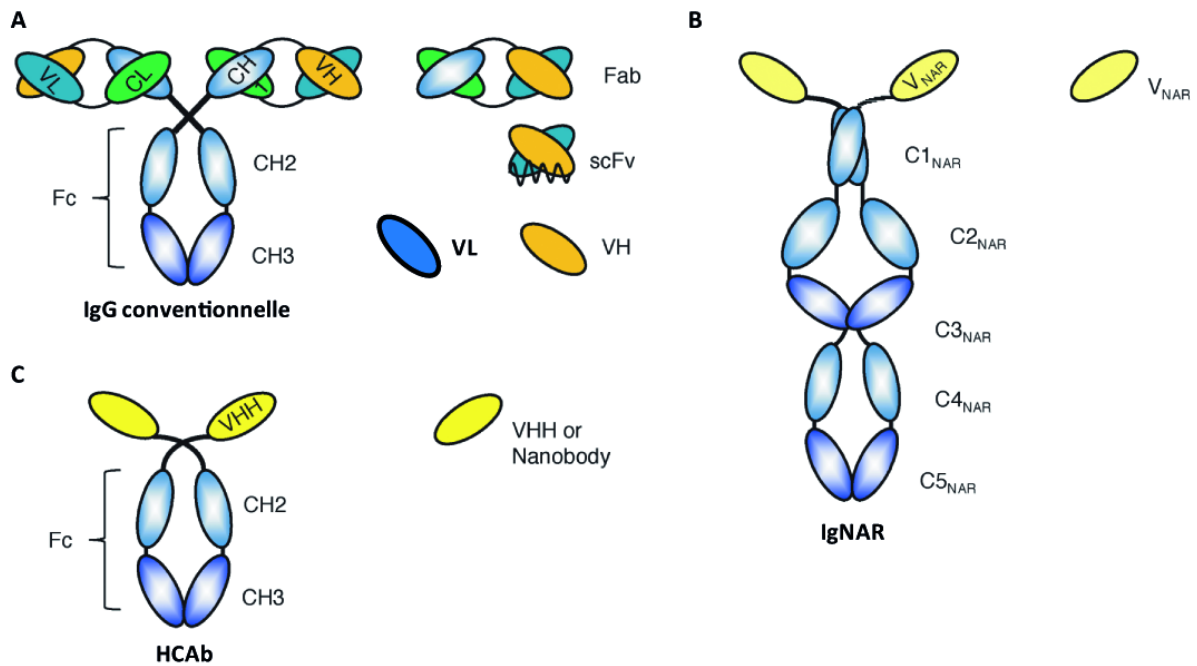 A
VL
CL
CH
1
VH
Fab
scFv
Fc
CH2
CH3
VL
VH
IgG conventionnelle
B
VNAR
VNAR
C1NAR
C2NAR
C3NAR
C4NAR
C5NAR
IgNAR
C
VHH
VHH or
Nanobody
Fc
CH2
CH3
HCAb